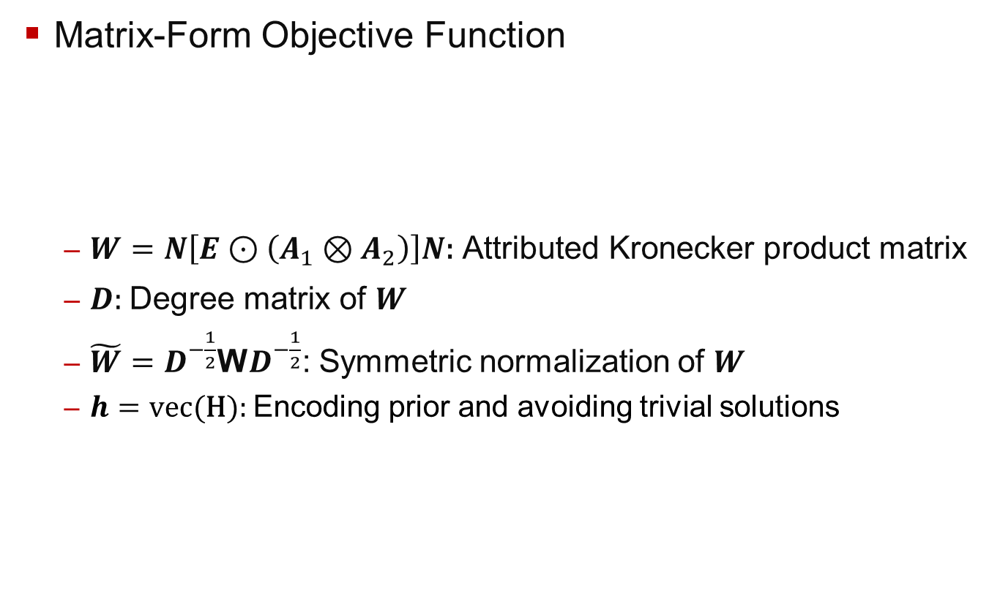 ▪ Matrix-Form Objective Function
– W = N[E ⊙ (A₁ ⊗ A₂)]N: Attributed Kronecker product matrix
– D: Degree matrix of W
– W̃ = D^{-1/2}WD^{-1/2}: Symmetric normalization of W
– h = vec(H): Encoding prior and avoiding trivial solutions